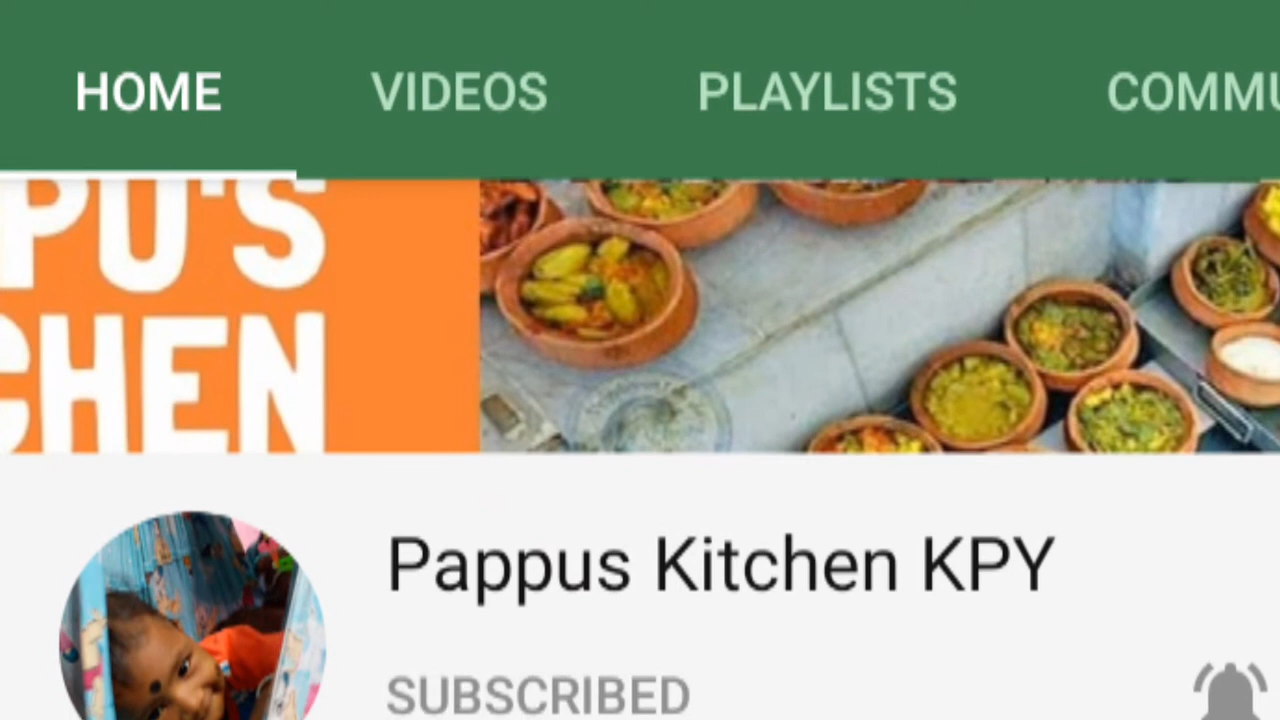 HOME VIDEOS PLAYLISTS COMMU
PU'S
CHEN
Pappus Kitchen KPY
SUBSCRIBED